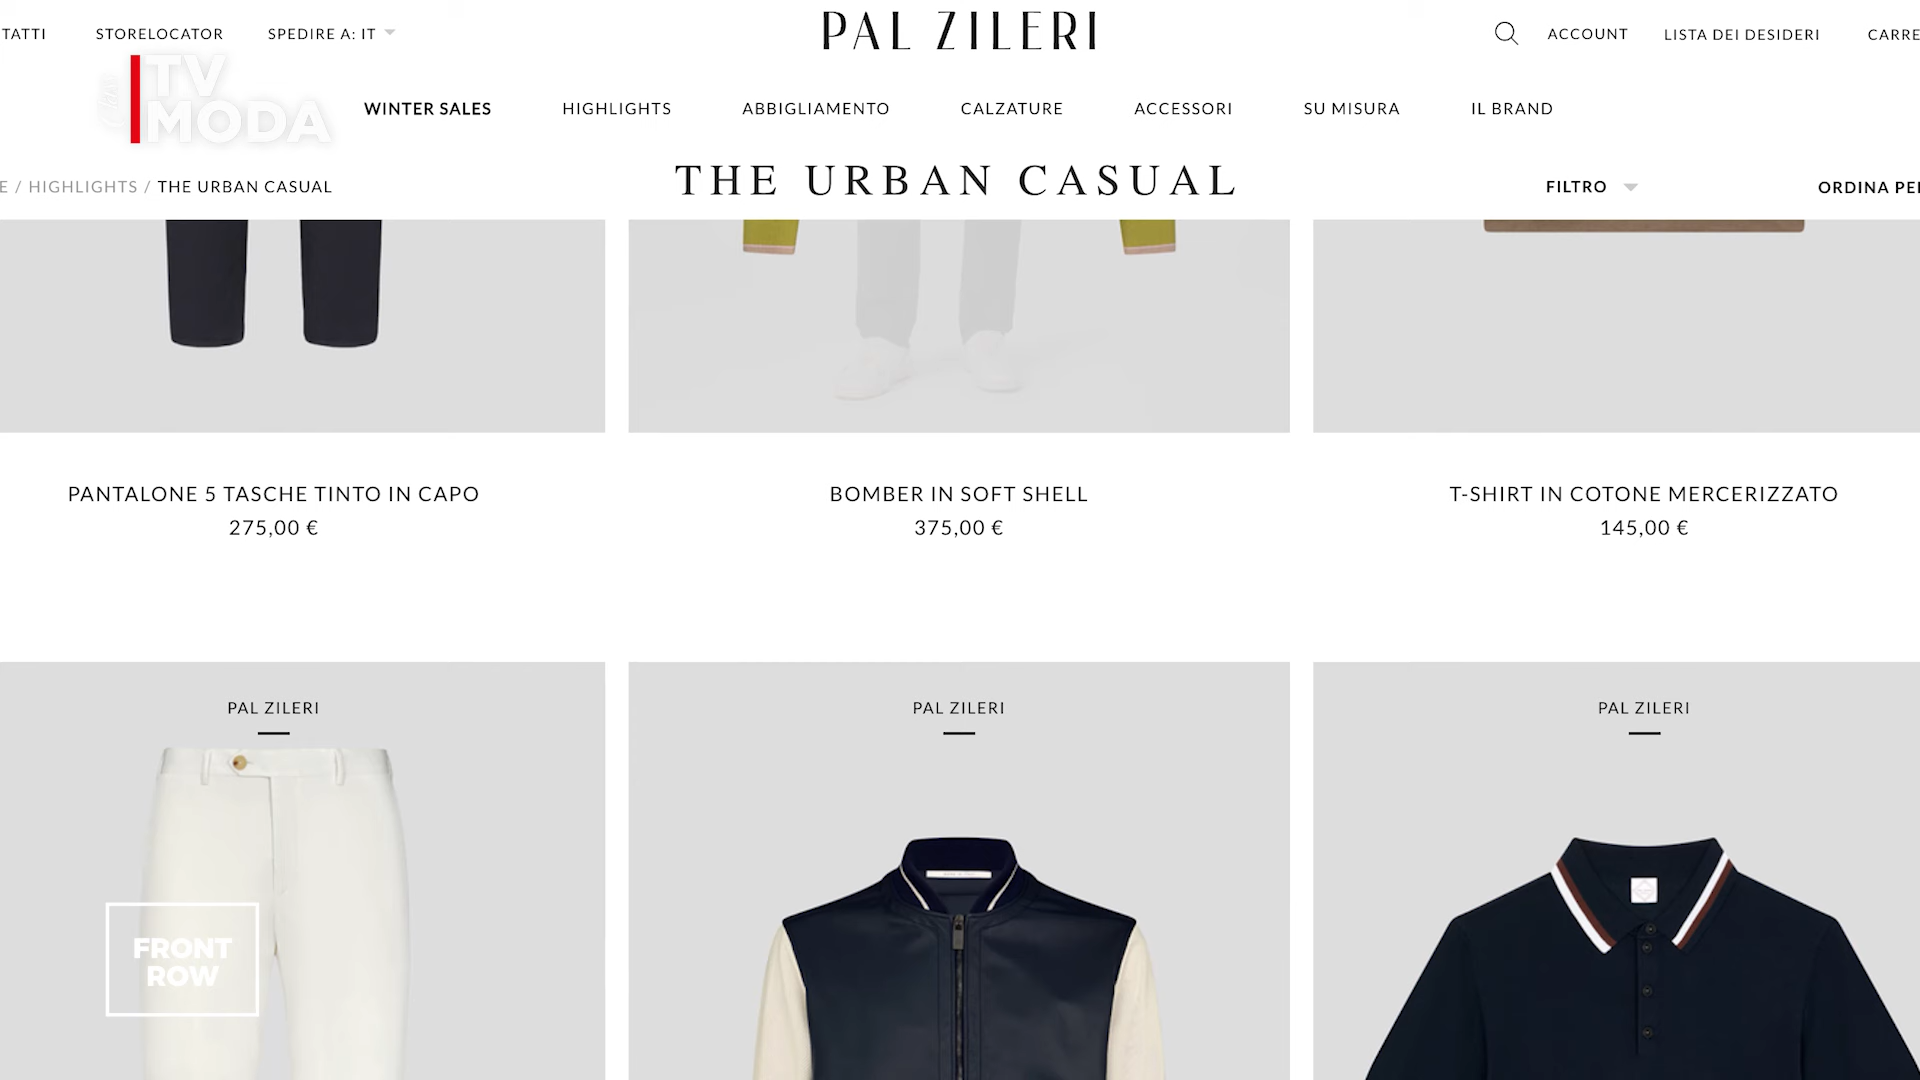 TATTI
STORELOCATOR
SPEDIRE A: IT
PAL ZILERI
ACCOUNT
LISTA DEI DESIDERI
CARRE
Class
TV
MODA
WINTER SALES
HIGHLIGHTS
ABBIGLIAMENTO
CALZATURE
ACCESSORI
SU MISURA
IL BRAND
E / HIGHLIGHTS / THE URBAN CASUAL
THE URBAN CASUAL
FILTRO
ORDINA PER
PANTALONE 5 TASCHE TINTO IN CAPO
275,00 €
BOMBER IN SOFT SHELL
375,00 €
T-SHIRT IN COTONE MERCERIZZATO
145,00 €
PAL ZILERI
PAL ZILERI
PAL ZILERI
FRONT
ROW